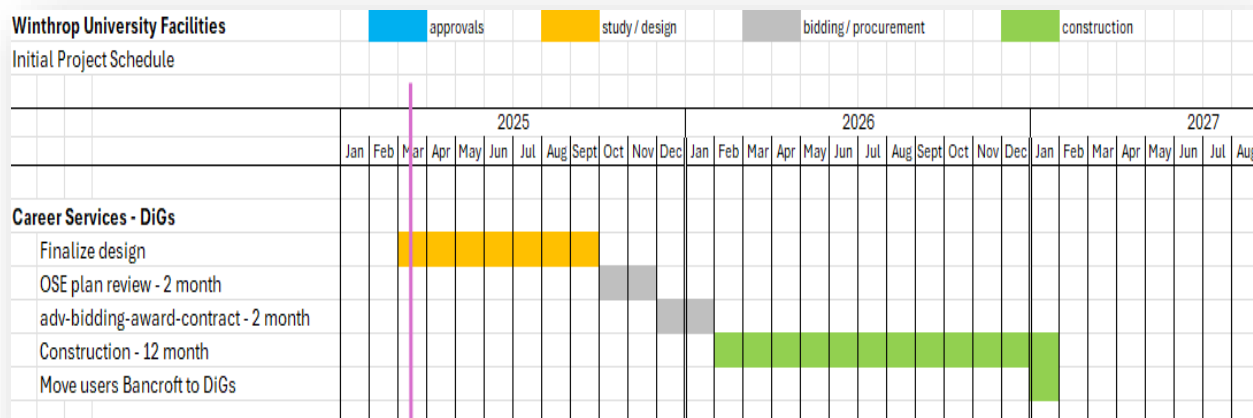 Winthrop University Facilities approvals study / design bidding / procurement construction
Initial Project Schedule
2025 2026 2027
Jan Feb Mar Apr May Jun Jul Aug Sept Oct Nov Dec Jan Feb Mar Apr May Jun Jul Aug Sept Oct Nov Dec Jan Feb Mar Apr May Jun Jul Aug
Career Services - DiGs
Finalize design
OSE plan review - 2 month
adv-bidding-award-contract - 2 month
Construction - 12 month
Move users Bancroft to DiGs